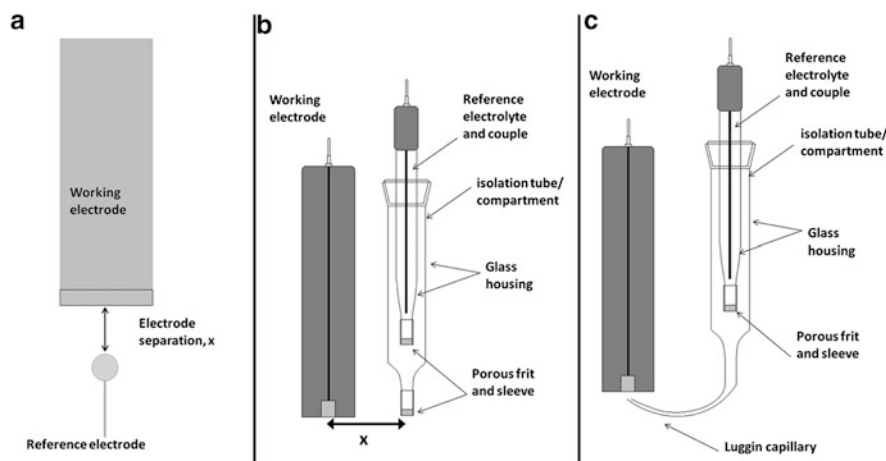 a
Working
electrode
Electrode
separation, x
Reference electrode
b
Working
electrode
Reference
electrolyte
and couple
isolation tube/
compartment
Glass
housing
Porous frit
and sleeve
x
c
Working
electrode
Reference
electrolyte
and couple
isolation tube/
compartment
Glass
housing
Porous frit
and sleeve
Luggin capillary